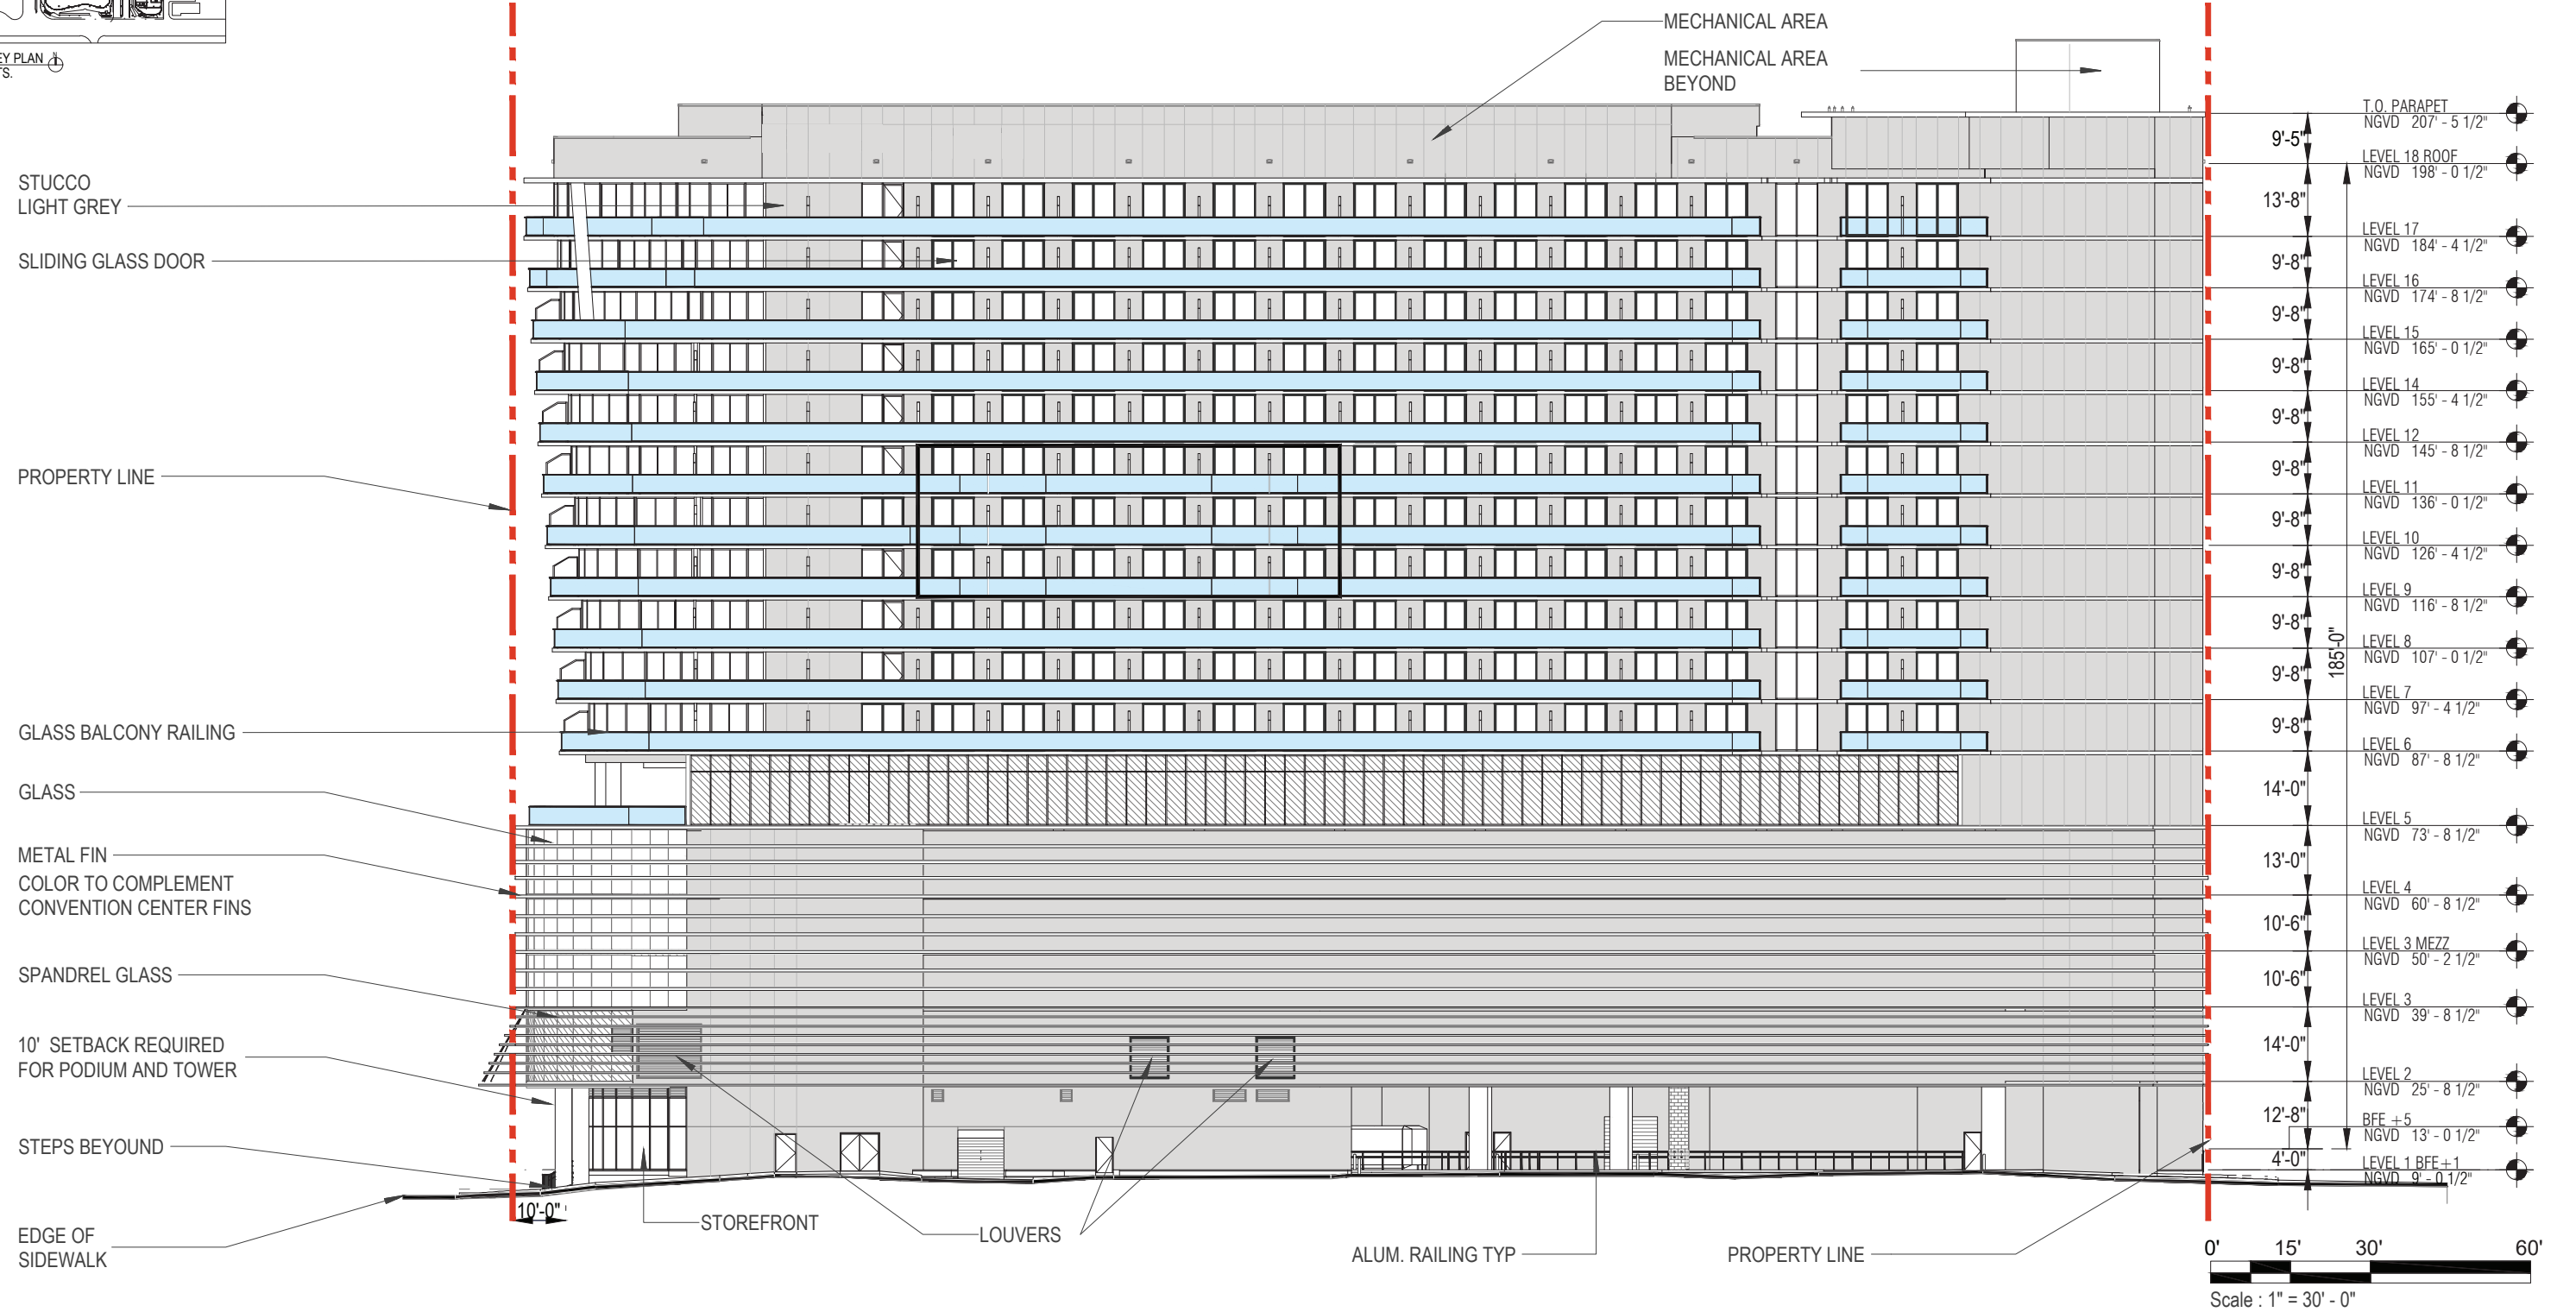 MECHANICAL AREA
MECHANICAL AREA
BEYOND
STUCCO
LIGHT GREY
SLIDING GLASS DOOR
PROPERTY LINE
GLASS BALCONY RAILING
GLASS
METAL FIN
COLOR TO COMPLEMENT
CONVENTION CENTER FINS
SPANDREL GLASS
10' SETBACK REQUIRED
FOR PODIUM AND TOWER
STEPS BEYOUND
EDGE OF
SIDEWALK
10'-0"
STOREFRONT
LOUVERS
ALUM. RAILING TYP
PROPERTY LINE
T.O. PARAPET
NGVD 207' - 5 1/2"
9'-5"
LEVEL 18 ROOF
NGVD 198' - 0 1/2"
13'-8"
LEVEL 17
NGVD 184' - 4 1/2"
9'-8"
LEVEL 16
NGVD 174' - 8 1/2"
9'-8"
LEVEL 15
NGVD 165' - 0 1/2"
9'-8"
LEVEL 14
NGVD 155' - 4 1/2"
9'-8"
LEVEL 12
NGVD 145' - 8 1/2"
9'-8"
LEVEL 11
NGVD 136' - 0 1/2"
9'-8"
LEVEL 10
NGVD 126' - 4 1/2"
9'-8"
LEVEL 9
NGVD 116' - 8 1/2"
9'-8"
185'-0"
LEVEL 8
NGVD 107' - 0 1/2"
9'-8"
LEVEL 7
NGVD 97' - 4 1/2"
9'-8"
LEVEL 6
NGVD 87' - 8 1/2"
14'-0"
LEVEL 5
NGVD 73' - 8 1/2"
13'-0"
LEVEL 4
NGVD 60' - 8 1/2"
10'-6"
LEVEL 3 MEZZ
NGVD 50' - 2 1/2"
10'-6"
LEVEL 3
NGVD 39' - 8 1/2"
14'-0"
LEVEL 2
NGVD 25' - 8 1/2"
12'-8"
BFE +5
NGVD 13' - 0 1/2"
4'-0"
LEVEL 1 BFE+1
NGVD 9' - 0 1/2"
0' 15' 30' 60'
Scale : 1" = 30' - 0"